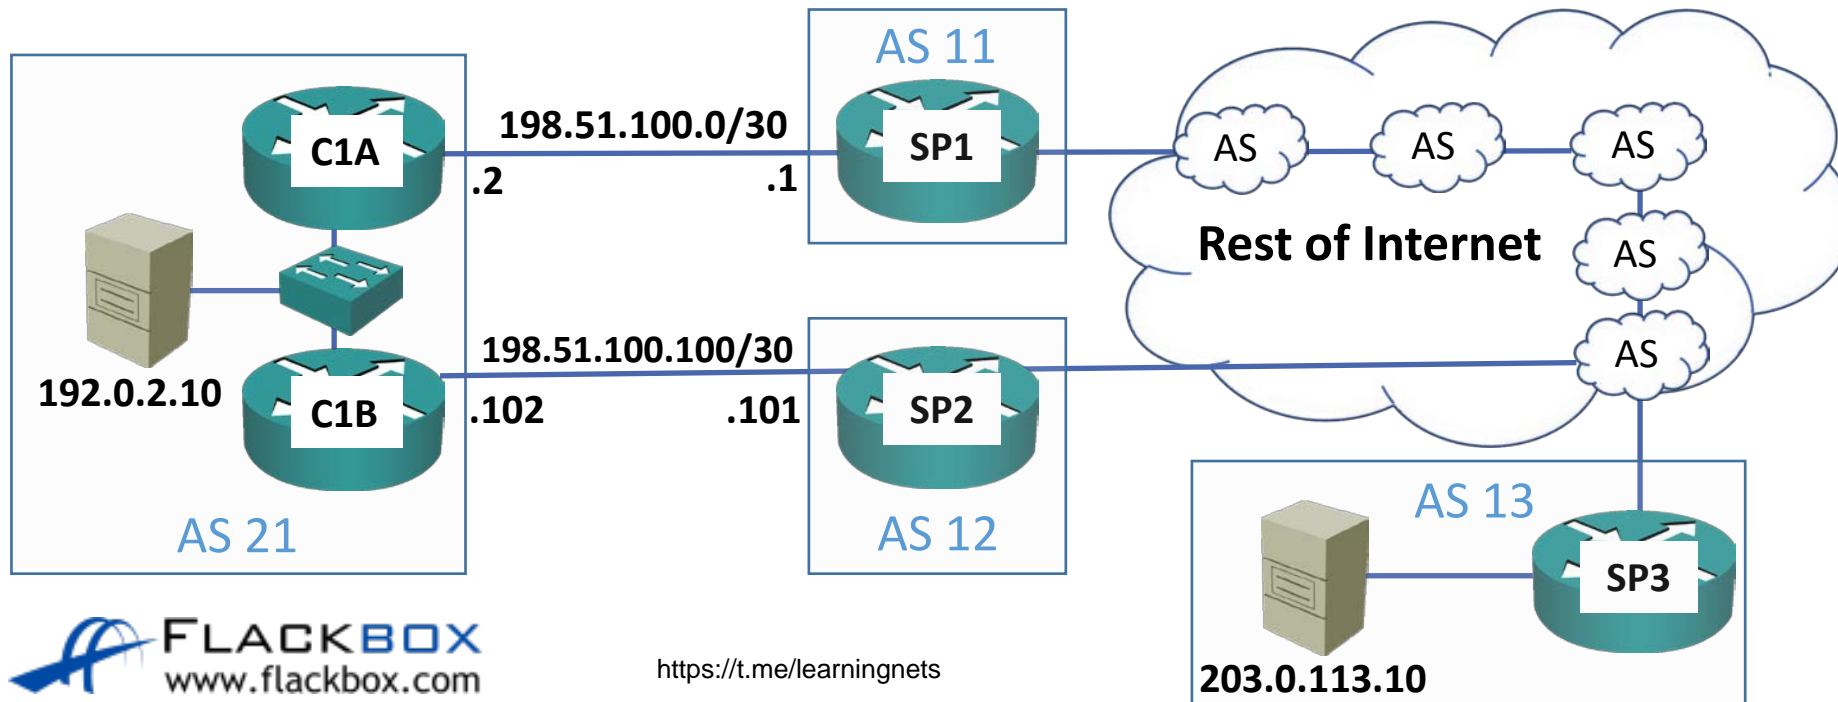 AS 11
198.51.100.0/30
C1A
SP1
AS
AS
AS
.2
.1
Rest of Internet
AS
198.51.100.100/30
AS
192.0.2.10
C1B
.102
.101
SP2
AS 21
AS 12
AS 13
SP3
FLACKBOX
www.flackbox.com
https://t.me/learningnets
203.0.113.10